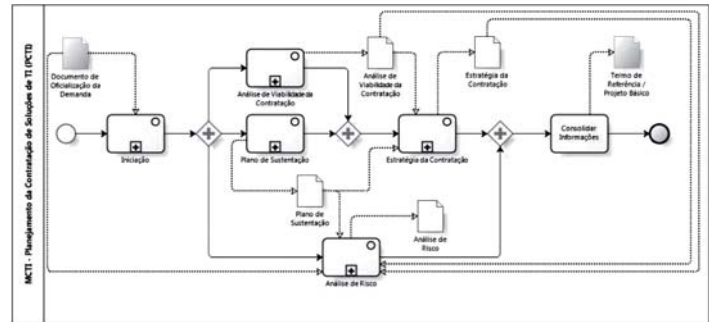 MCTI - Planejamento da Contratação de Soluções de TI (PCTI)
Documento de
Oficialização da
Demanda
Iniciação
Análise de Viabilidade da
Contratação
Plano de Sustentação
Plano de
Sustentação
Análise
de Viabilidade da
Contratação
Estratégia da
Contratação
Estratégia da Contratação
Análise de
Risco
Análise de Risco
Termo de
Referência /
Projeto Básico
Consolidar
Informações